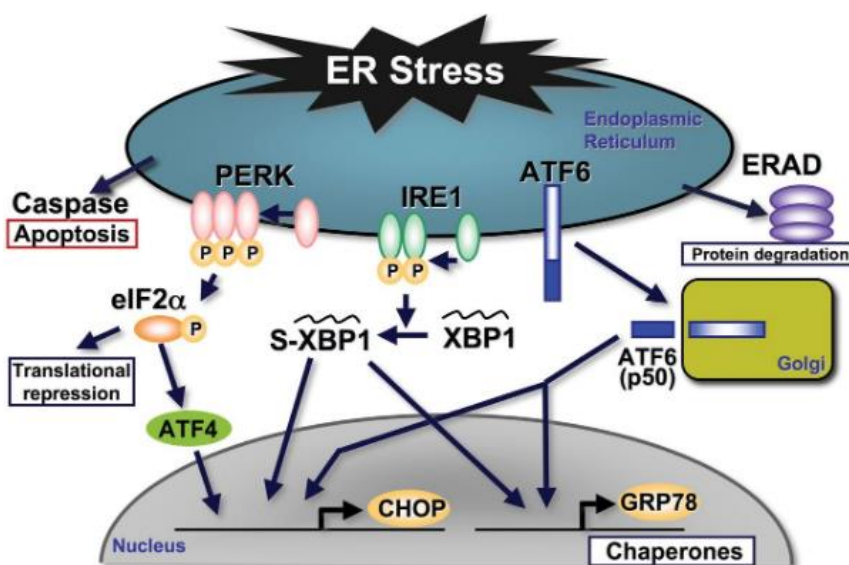 ER Stress
Endoplasmic
Reticulum
PERK
IRE1
ATF6
ERAD
Caspase
Apoptosis
Protein degradation
P P P
P P
eIF2α
P
S-XBP1
XBP1
ATF6
(p50)
Golgi
Translational
repression
ATF4
CHOP
GRP78
Nucleus
Chaperones